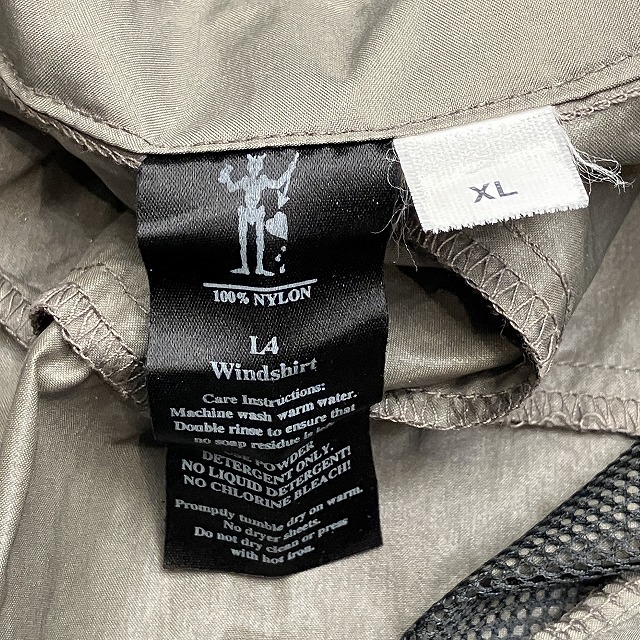 XL
100% NYLON
L4
Windshirt
Care Instructions:
Machine wash warm water.
Double rinse to ensure that
no soap residue is
POWDER
DETERGENT ONLY.
NO LIQUID DETERGENT!
NO CHLORINE BLEACH!
Promptly tumble dry on warm.
No dryer sheets.
Do not dry clean or press
with hot iron.